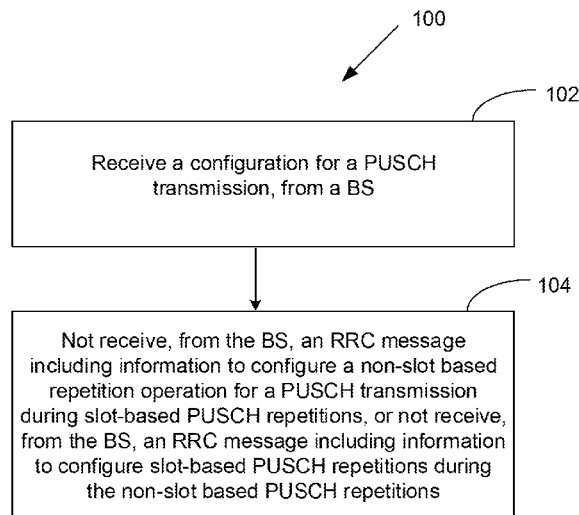 100
102
Receive a configuration for a PUSCH
transmission, from a BS
104
Not receive, from the BS, an RRC message
including information to configure a non-slot based
repetition operation for a PUSCH transmission
during slot-based PUSCH repetitions, or not receive,
from the BS, an RRC message including information
to configure slot-based PUSCH repetitions during
the non-slot based PUSCH repetitions